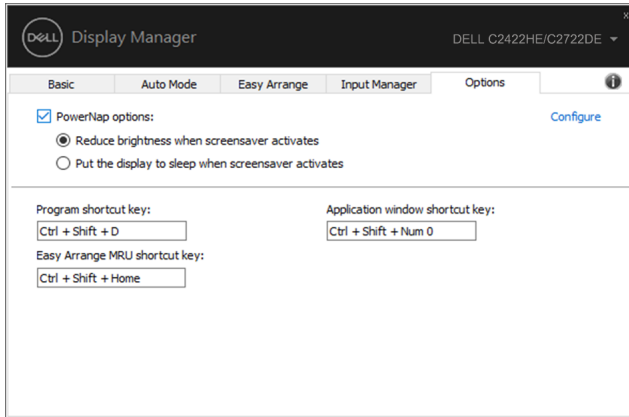 DELL
Display Manager
DELL C2422HE/C2722DE
x
Basic
Auto Mode
Easy Arrange
Input Manager
Options
PowerNap options:
Configure
Reduce brightness when screensaver activates
Put the display to sleep when screensaver activates
Program shortcut key:
Application window shortcut key:
Ctrl + Shift + D
Ctrl + Shift + Num 0
Easy Arrange MRU shortcut key:
Ctrl + Shift + Home